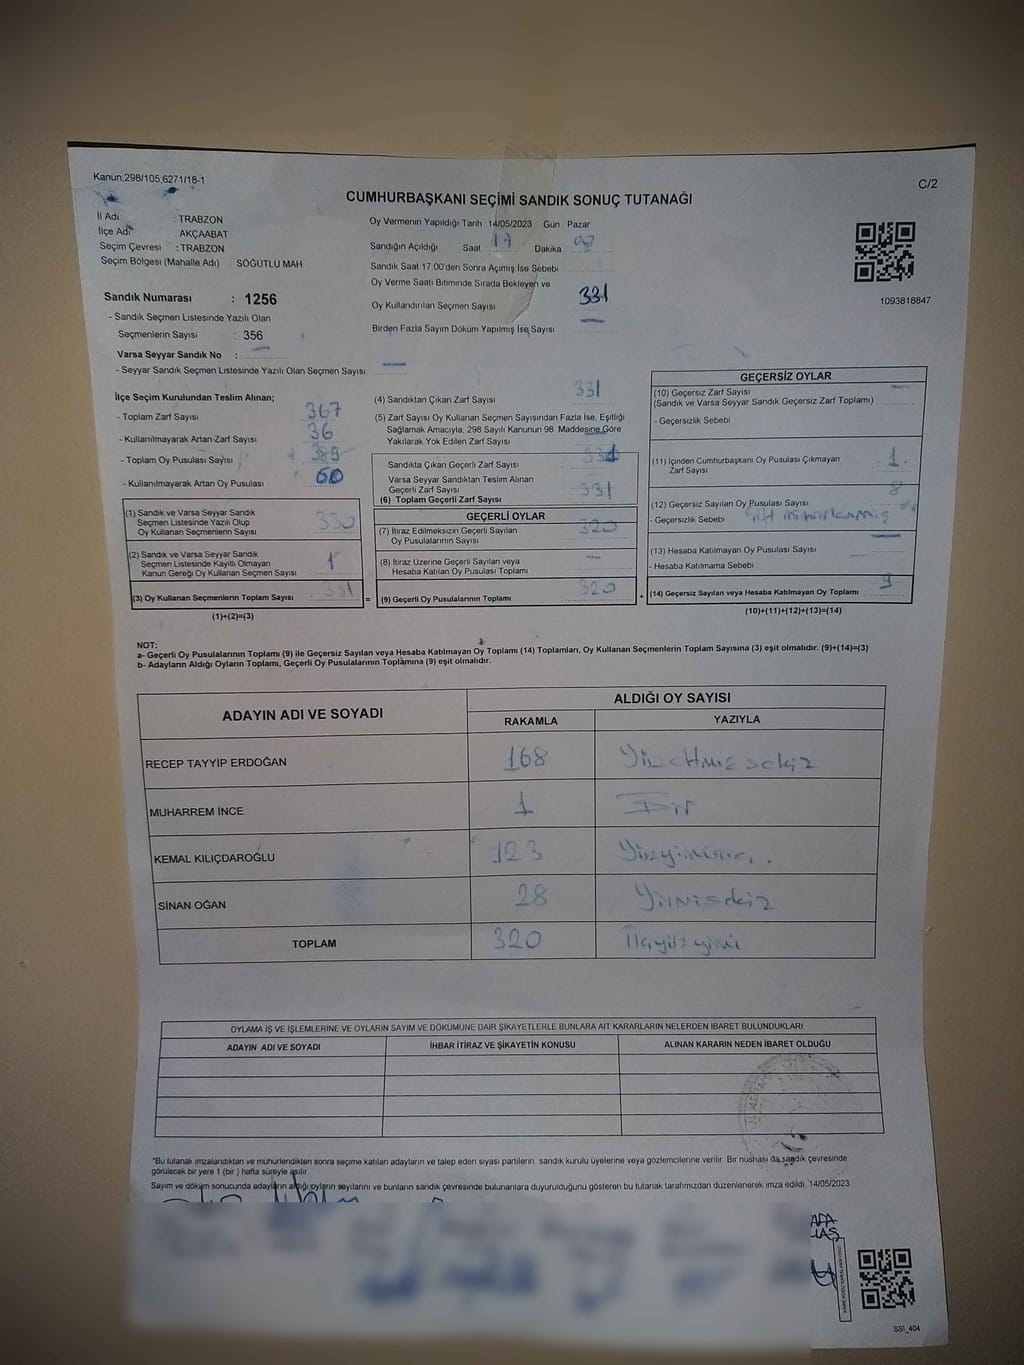 Kanun,298/105,6271/18-1
C/2
CUMHURBAŞKANI SEÇİMİ SANDIK SONUÇ TUTANAĞI
İl Adı : TRABZON
İlçe Adı AKÇAABAT
Seçim Çevresi : TRABZON
Seçim Bölgesi (Mahalle Adı) SÖĞÜTLÜ MAH
Sandık Numarası : 1256
- Sandık Seçmen Listesinde Yazılı Olan
Seçmenlerin Sayısı : 356
Varsa Seyyar Sandık No :
- Seyyar Sandık Seçmen Listesinde Yazılı Olan Seçmen Sayısı
Oy Vermenin Yapıldığı Tarih 14/05/2023 Gün Pazar
Sandığın Açıldığı Saat 17 Dakika 00
Sandık Saat 17 00'den Sonra Açımış İse Sebebi
Oy Verme Saati Bitiminde Sırada Bekleyen ve
Oy Kullandırılan Seçmen Sayısı 331
Birden Fazla Sayım Döküm Yapılmış İse Sayısı
1093818847
İlçe Seçim Kurulundan Teslim Alınan;
- Toplam Zarf Sayısı 367
- Kullanılmayarak Artan Zarf Sayısı 36
- Toplam Oy Pusulası Sayısı
- Kullanılmayarak Artan Oy Pusulası 60
(1) Sandık ve Varsa Seyyar Sandık
Seçmen Listesinde Yazılı Olup
Oy Kullanan Seçmenlerin Sayısı 330
(2) Sandık ve Varsa Seyyar Sandık
Seçmen Listesinde Kayıtlı Olmayan
Kanun Gereği Oy Kullanan Seçmen Sayısı 1
(3) Oy Kullanan Seçmenlerin Toplam Sayısı 331
(1)+(2)=(3)
(4) Sandıktan Çıkan Zarf Sayısı 331
(5) Zarf Sayısı Oy Kullanan Seçmen Sayısından Fazla İse, Eşitliği
Sağlamak Amacıyla, 298 Sayılı Kanunun 98. Maddesine Göre
Yakılarak Yok Edilen Zarf Sayısı
Sandıkta Çıkan Geçerli Zarf Sayısı 331
Varsa Seyyar Sandıktan Teslim Alınan
Geçerli Zarf Sayısı
(6) Toplam Geçerli Zarf Sayısı 331
GEÇERLİ OYLAR
(7) İtiraz Edilmeksizin Geçerli Sayılan
Oy Pusulalarının Sayısı 320
(8) İtiraz Üzerine Geçerli Sayılan veya
Hesaba Katılan Oy Pusulası Toplamı
(9) Geçerli Oy Pusulalarının Toplamı 320
GEÇERSİZ OYLAR
(10) Geçersiz Zarf Sayısı
(Sandık ve Varsa Seyyar Sandık Geçersiz Zarf Toplamı)
- Geçersizlik Sebebi
(11) İçinden Cumhurbaşkanı Oy Pusulası Çıkmayan
Zarf Sayısı 1
(12) Geçersiz Sayılan Oy Pusulası Sayısı 8
- Geçersizlik Sebebi
(13) Hesaba Katılmayan Oy Pusulası Sayısı
- Hesaba Katılmama Sebebi
(14) Geçersiz Sayılan veya Hesaba Katılmayan Oy Toplamı 9
(10)+(11)+(12)+(13)=(14)
NOT:
a- Geçerli Oy Pusulalarının Toplamı (9) ile Geçersiz Sayılan veya Hesaba Katılmayan Oy Toplamı (14) Toplamları, Oy Kullanan Seçmenlerin Toplam Sayısına (3) eşit olmalıdır. (9)+(14)=(3)
b- Adayların Aldığı Oyların Toplamı, Geçerli Oy Pusulalarının Toplamına (9) eşit olmalıdır.
ADAYIN ADI VE SOYADI
ALDIĞI OY SAYISI
RAKAMLA YAZIYLA
RECEP TAYYİP ERDOĞAN 168
MUHARREM İNCE 1 Bir
KEMAL KILIÇDAROĞLU 123
SİNAN OĞAN 28
TOPLAM 320
OYLAMA İŞ VE İŞLEMLERİNE VE OYLARIN SAYIM VE DÖKÜMÜNE DAİR ŞİKAYETLERLE BUNLARA AİT KARARLARIN NELERDEN İBARET BULUNDUKLARI
ADAYIN ADI VE SOYADI İHBAR İTİRAZ VE ŞİKAYETİN KONUSU ALINAN KARARIN NEDEN İBARET OLDUĞU
"Bu tutanak imzalandıktan ve mühürlendikten sonra seçime katılan adayların ve talep eden siyasi partilerin sandık kurulu üyelerine veya gözlemcilerine verilir Bir nüshası da sandık çevresinde
görülecek bir yere 1 (bir ) hafta süreyle asılır
Sayım ve döküm sonucunda adayların aldığı oyların sayılarını ve bunların sandık çevresinde bulunanlara duyurulduğunu gösteren bu tutanak tarafımızdan düzenlenerek imza edildi. 14/05/2023
SSI_404